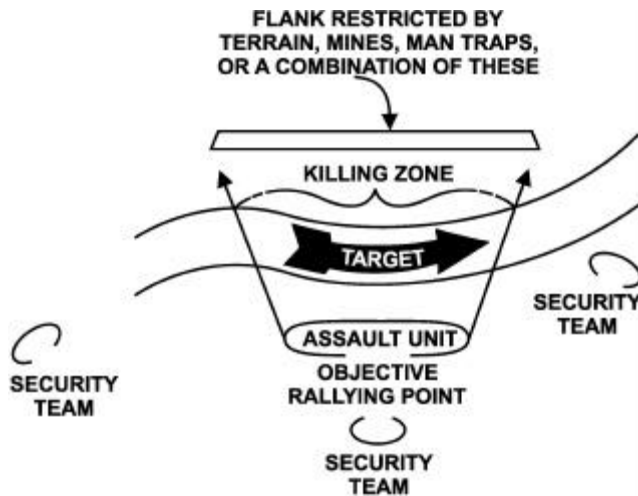 FLANK RESTRICTED BY
TERRAIN, MINES, MAN TRAPS,
OR A COMBINATION OF THESE
KILLING ZONE
TARGET
SECURITY
TEAM
ASSAULT UNIT
OBJECTIVE
RALLYING POINT
SECURITY
TEAM
SECURITY
TEAM